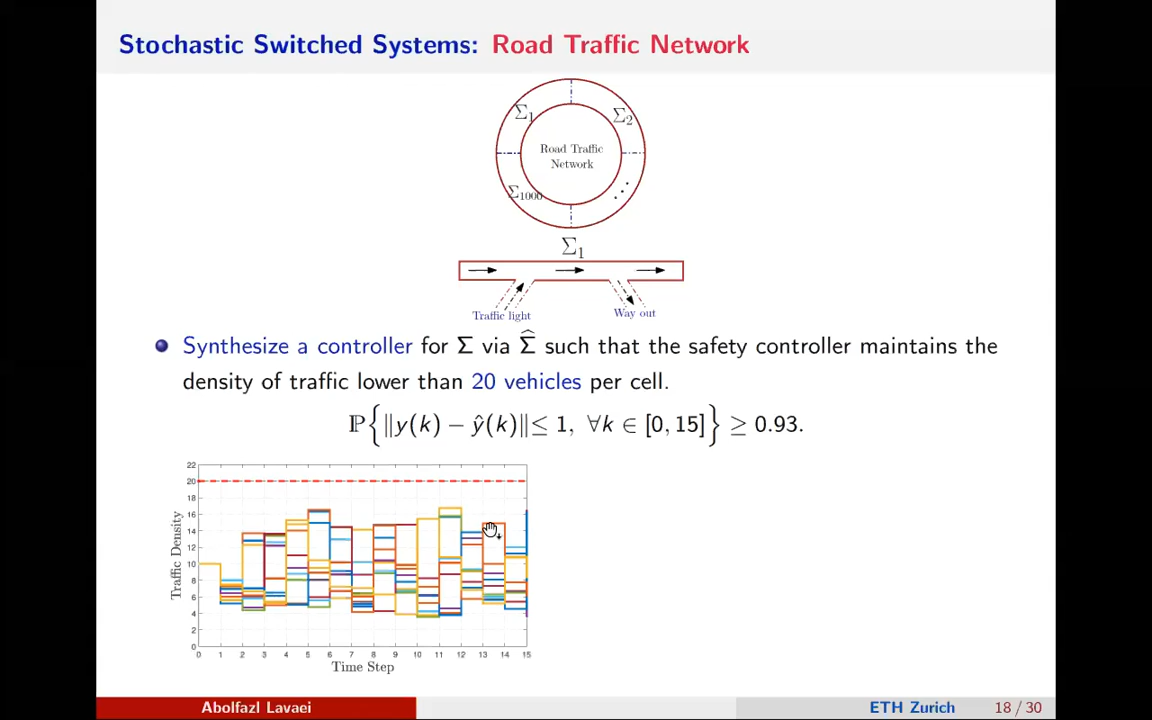 Stochastic Switched Systems: Road Traffic Network
Σ1 Σ2
Road Traffic
Network
Σ1000 ⋰
Σ1
Traffic light Way out
Synthesize a controller for Σ via Σ̂ such that the safety controller maintains the
density of traffic lower than 20 vehicles per cell.
ℙ{‖y(k) − ŷ(k)‖≤ 1, ∀k ∈ [0, 15]} ≥ 0.93.
22
20
18
16
14
12
10
8
6
4
2
0
Traffic Density
0 1 2 3 4 5 6 7 8 9 10 11 12 13 14 15
Time Step
Abolfazl Lavaei ETH Zurich 18 / 30